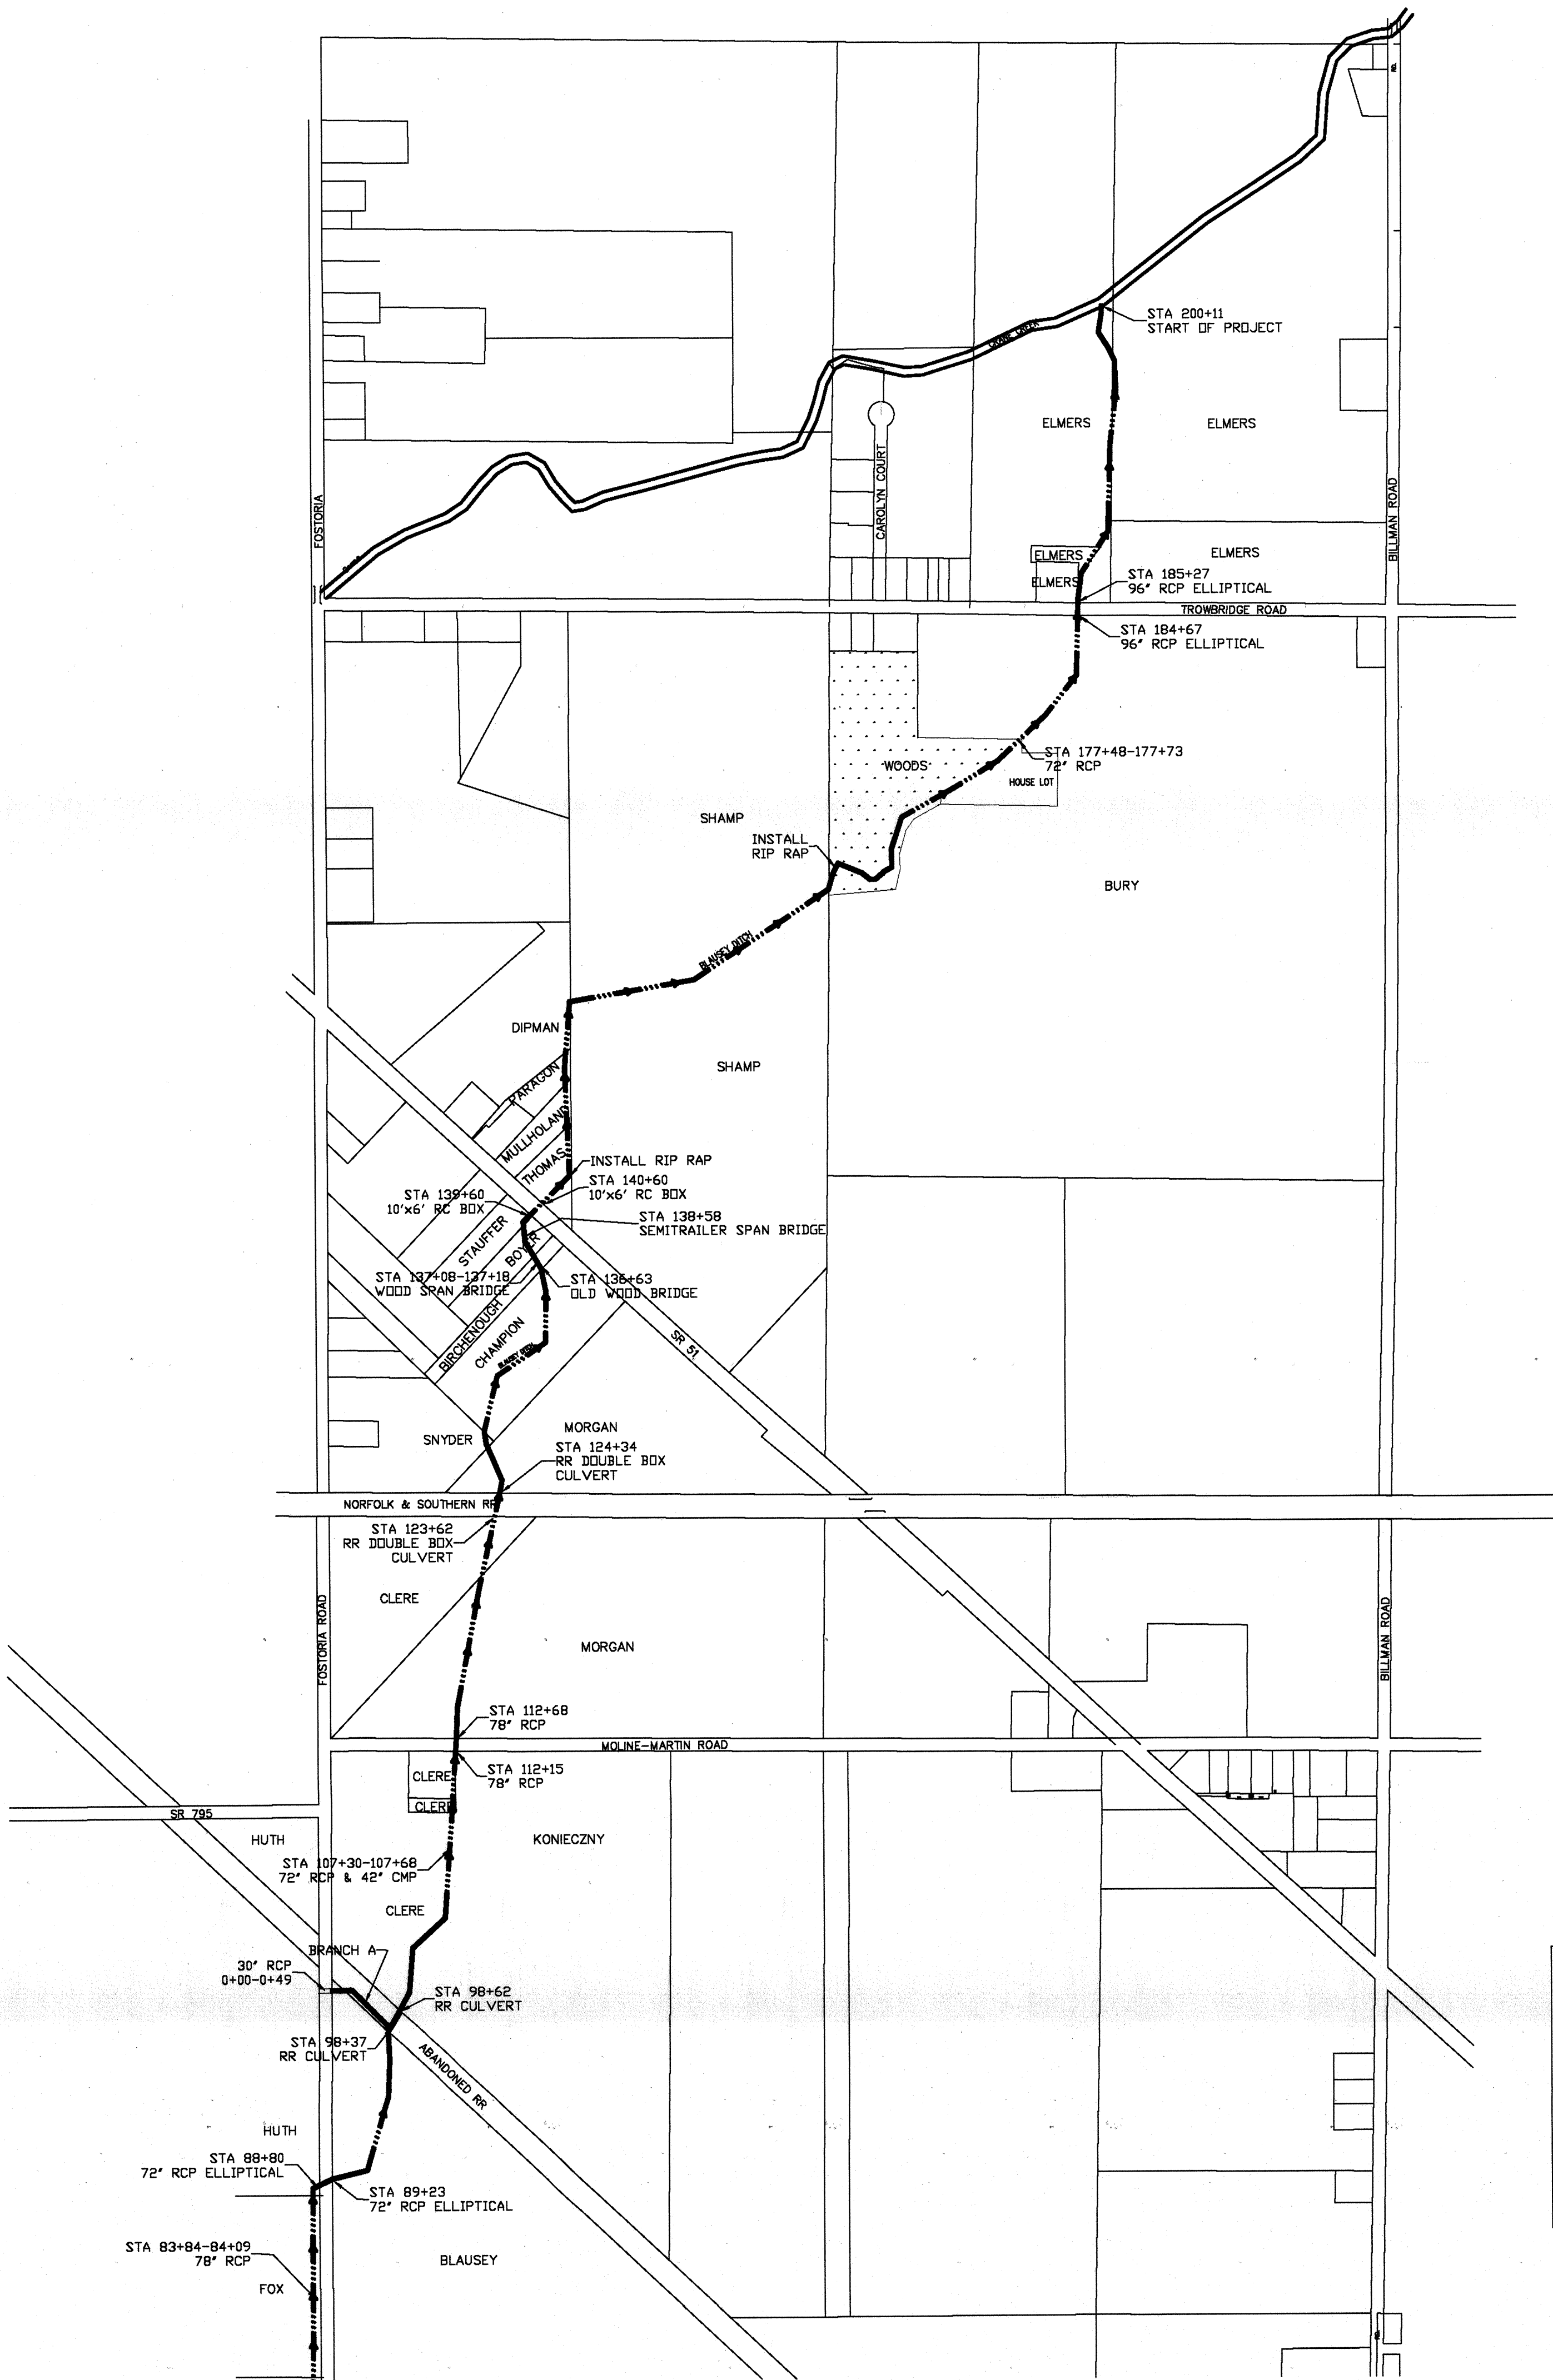 RD.
STA 200+11
START OF PROJECT
CRANE CREEK
ELMERS
ELMERS
CAROLYN COURT
FOSTORIA
BILLMAN ROAD
ELMERS
ELMERS
ELMERS
STA 185+27
96" RCP ELLIPTICAL
TROWBRIDGE ROAD
STA 184+67
96" RCP ELLIPTICAL
STA 177+48-177+73
72" RCP
WOODS
HOUSE LOT
SHAMP
INSTALL
RIP RAP
BURY
BLAUSEY DITCH
DIPMAN
SHAMP
PARAGON
MULLHOLAND
THOMAS
INSTALL RIP RAP
STA 140+60
10'x6' RC BOX
STA 139+60
10'x6' RC BOX
STA 138+58
SEMITRAILER SPAN BRIDGE
STAUFFER
BOYER
STA 137+08-137+18
WOOD SPAN BRIDGE
STA 136+63
OLD WOOD BRIDGE
BIRCHENOUGH
CHAMPION
BLAUSEY DITCH
SR 51
SNYDER
MORGAN
STA 124+34
RR DOUBLE BOX
CULVERT
NORFOLK & SOUTHERN RR
STA 123+62
RR DOUBLE BOX
CULVERT
CLERE
FOSTORIA ROAD
MORGAN
BILLMAN ROAD
STA 112+68
78" RCP
MOLINE-MARTIN ROAD
STA 112+15
78" RCP
CLERE
CLERE
SR 795
HUTH
KONIECZNY
STA 107+30-107+68
72" RCP & 42" CMP
CLERE
BRANCH A
30" RCP
0+00-0+49
STA 98+62
RR CULVERT
STA 98+37
RR CULVERT
ABANDONED RR
HUTH
STA 88+80
72" RCP ELLIPTICAL
STA 89+23
72" RCP ELLIPTICAL
STA 83+84-84+09
78" RCP
BLAUSEY
FOX